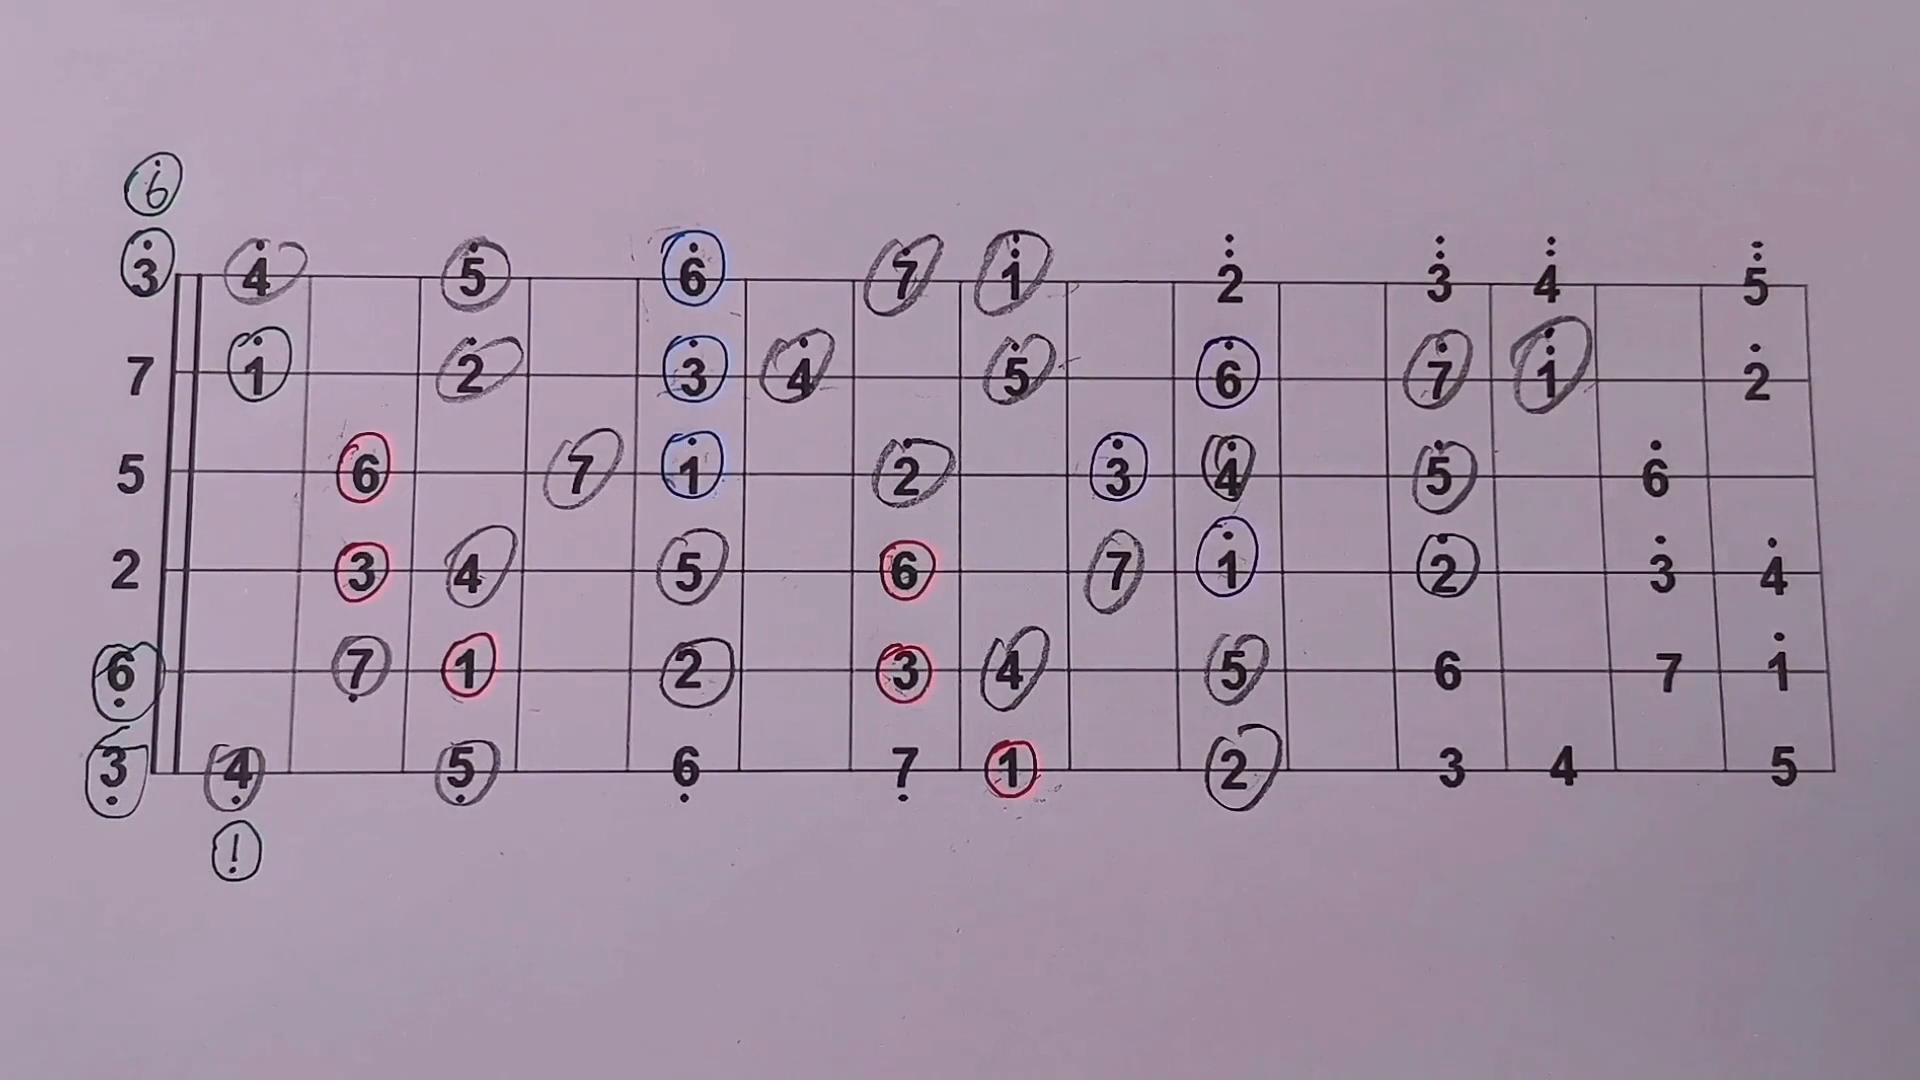 6̇
3̇ 4̇ 5̇ 6̇ 7̇ 1̈ 2̈ 3̈ 4̈ 5̈
7 1̇ 2̇ 3̇ 4̇ 5̇ 6̇ 7̇ 1̈ 2̇
5 6 7 1̇ 2̇ 3̇ 4̇ 5̇ 6̇
2 3 4 5 6 7 1̇ 2̇ 3̇ 4̇
6̣ 7̣ 1 2 3 4 5 6 7 1̇
3̣ 4̣ 5̣ 6̣ 7̣ 1 2 3 4 5
!